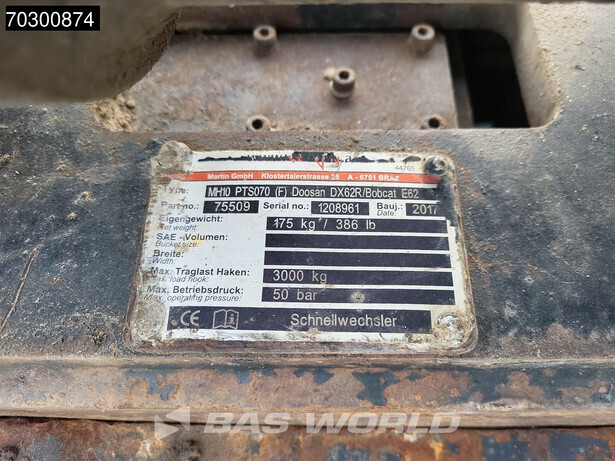 70300874
44765
Martin GmbH Klostertalerstrasse 25 A - 6751 BRAZ
Type: MH10 PTS070 (F) Doosan DX62R/Bobcat E62
Part-no.: 75509 Serial no.: 1208961 Bauj.: 2017
Eigengewicht: 175 kg / 386 lb
Net weight:
SAE - Volumen:
Bucket size:
Breite:
Width:
Max. Traglast Haken: 3000 kg
Max. load hook:
Max. Betriebsdruck: 50 bar
Max. operating pressure:
CE Schnellwechsler
BAS WORLD